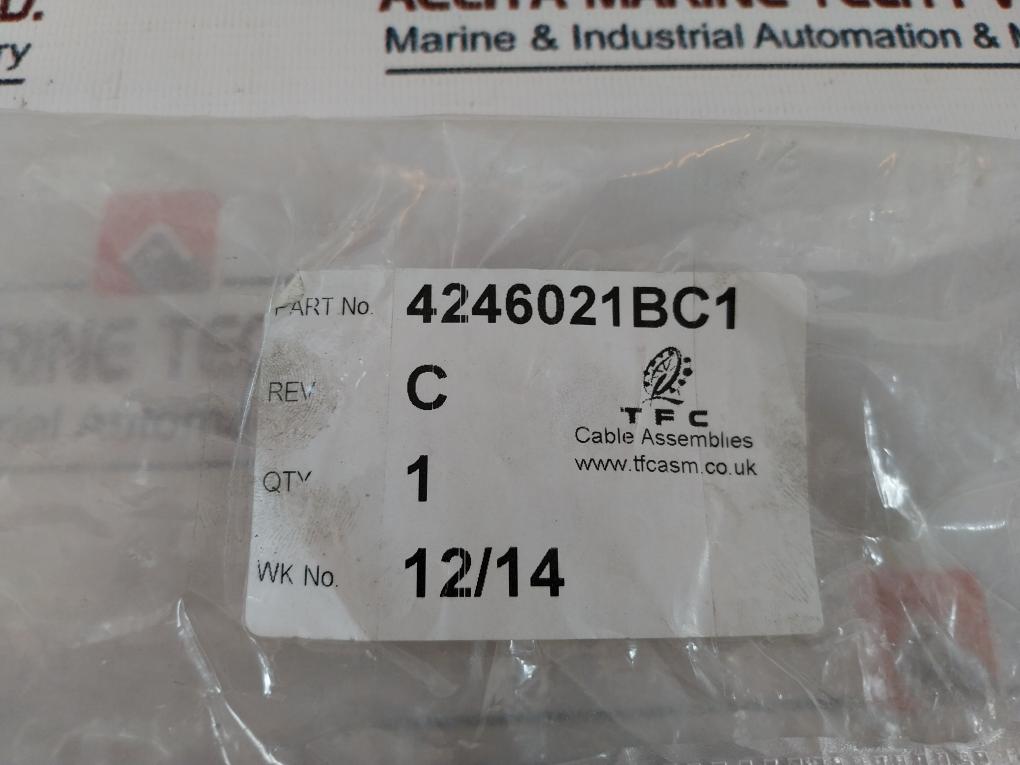 Marine & Industrial Automation &
PART No. 4246021BC1
REV C
TFC
Cable Assemblies
www.tfcasm.co.uk
QTY 1
WK No. 12/14